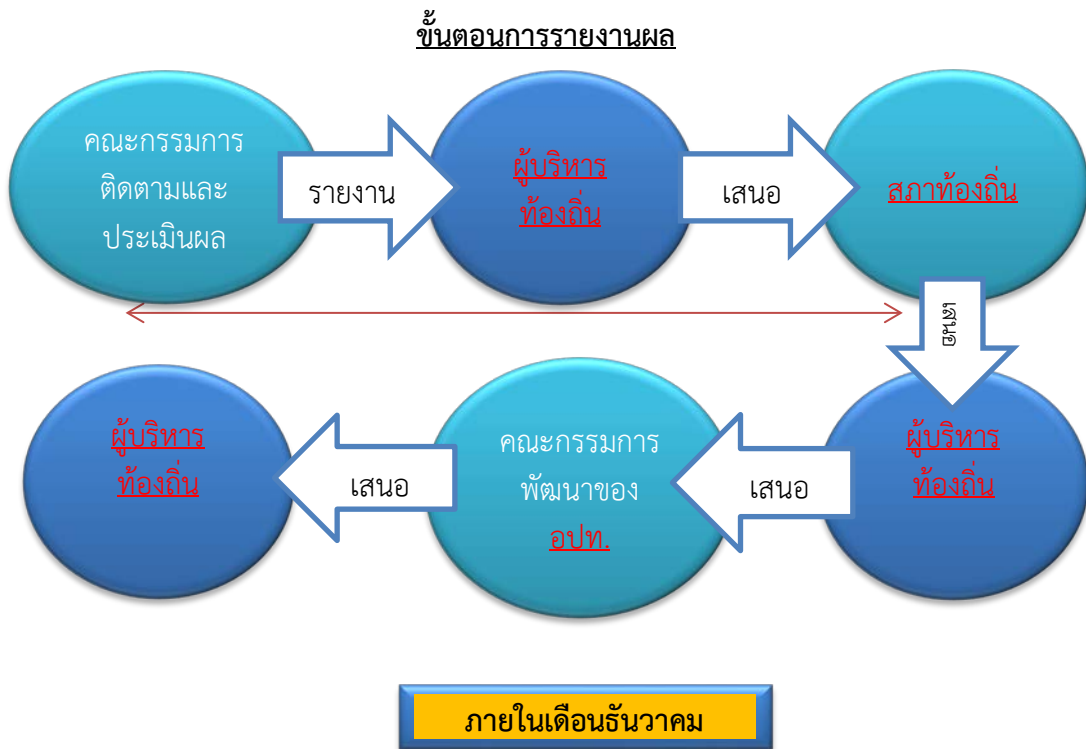 ขั้นตอนการรายงานผล
คณะกรรมการ
ติดตามและ
ประเมินผล
รายงาน
ผู้บริหาร
ท้องถิ่น
เสนอ
สภาท้องถิ่น
เสนอ
ผู้บริหาร
ท้องถิ่น
เสนอ
คณะกรรมการ
พัฒนาของ
อปท.
เสนอ
ผู้บริหาร
ท้องถิ่น
ภายในเดือนธันวาคม